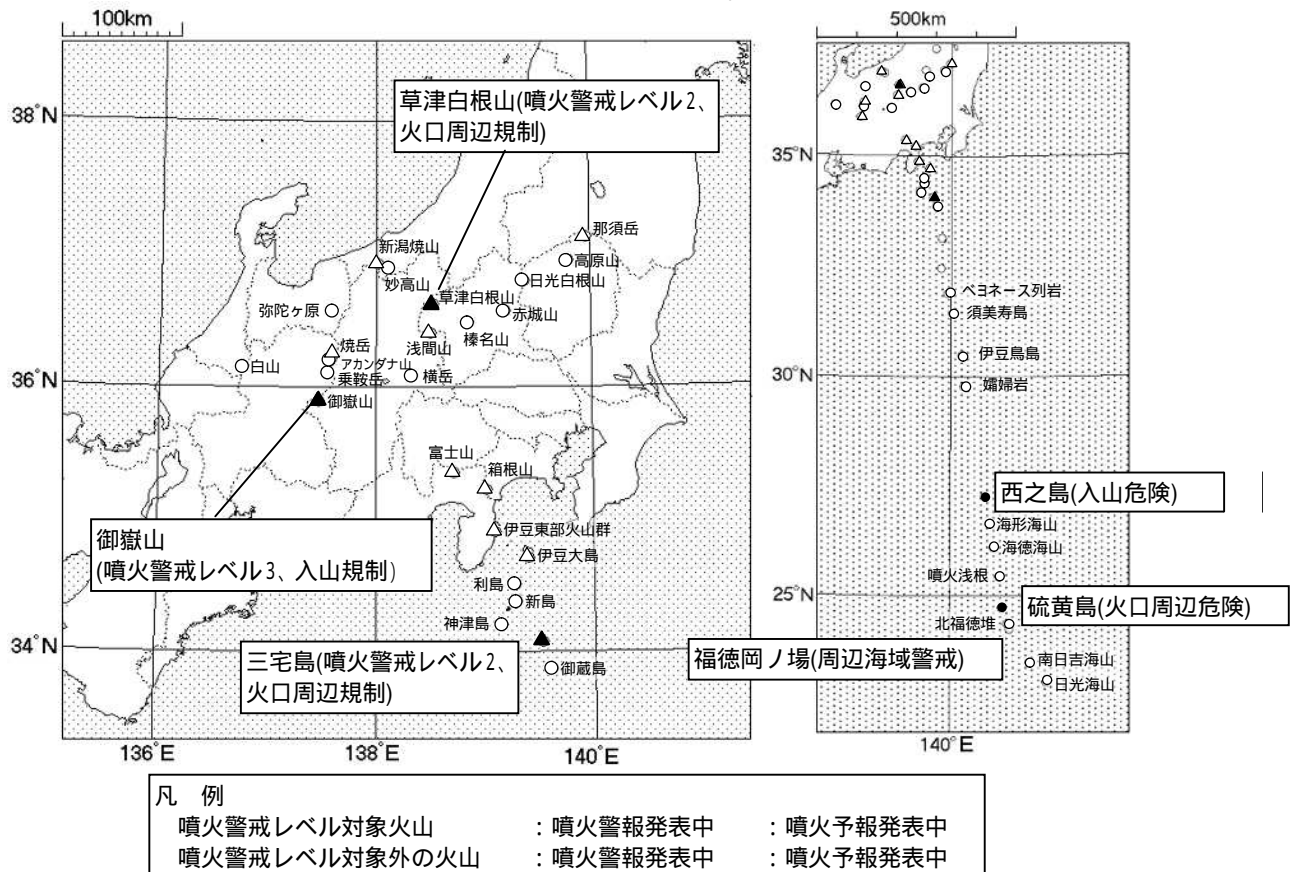 100km
500km
草津白根山(噴火警戒レベル2、
火口周辺規制)
38°N
36°N
34°N
136°E
138°E
140°E
那須岳
新潟焼山
高原山
妙高山
日光白根山
草津白根山
弥陀ヶ原
赤城山
榛名山
浅間山
焼岳
アカンダナ山
白山
乗鞍岳
横岳
御嶽山
富士山
箱根山
御嶽山
(噴火警戒レベル3、入山規制)
伊豆東部火山群
伊豆大島
利島
新島
神津島
三宅島(噴火警戒レベル2、
火口周辺規制)
御蔵島
35°N
30°N
25°N
140°E
ベヨネース列岩
須美寿島
伊豆鳥島
孀婦岩
西之島(入山危険)
海形海山
海徳海山
噴火浅根
硫黄島(火口周辺危険)
北福徳堆
福徳岡ノ場(周辺海域警戒)
南日吉海山
日光海山
凡 例
噴火警戒レベル対象火山 :噴火警報発表中 :噴火予報発表中
噴火警戒レベル対象外の火山 :噴火警報発表中 :噴火予報発表中